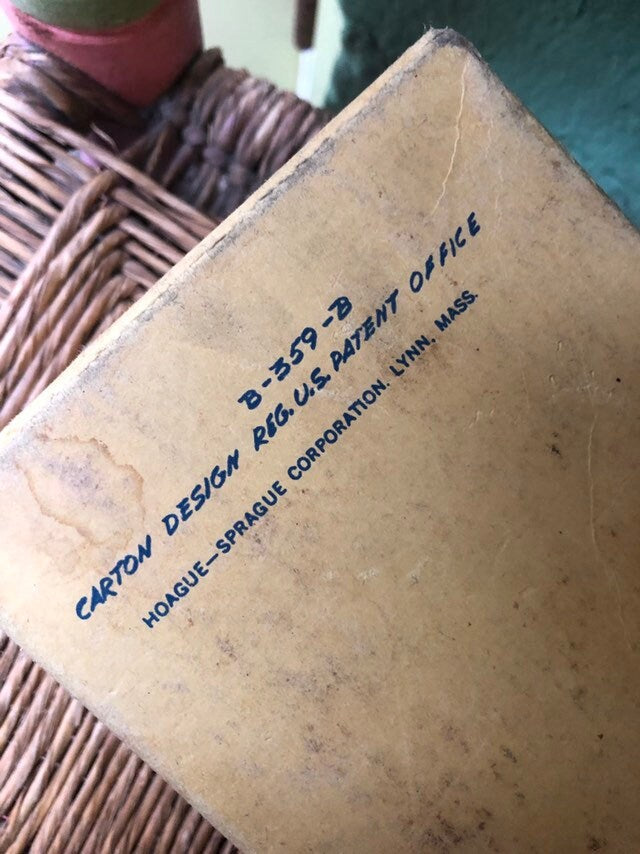 B-359-B
CARTON DESIGN REG. U.S. PATENT OFFICE
HOAGUE—SPRAGUE CORPORATION. LYNN. MASS.